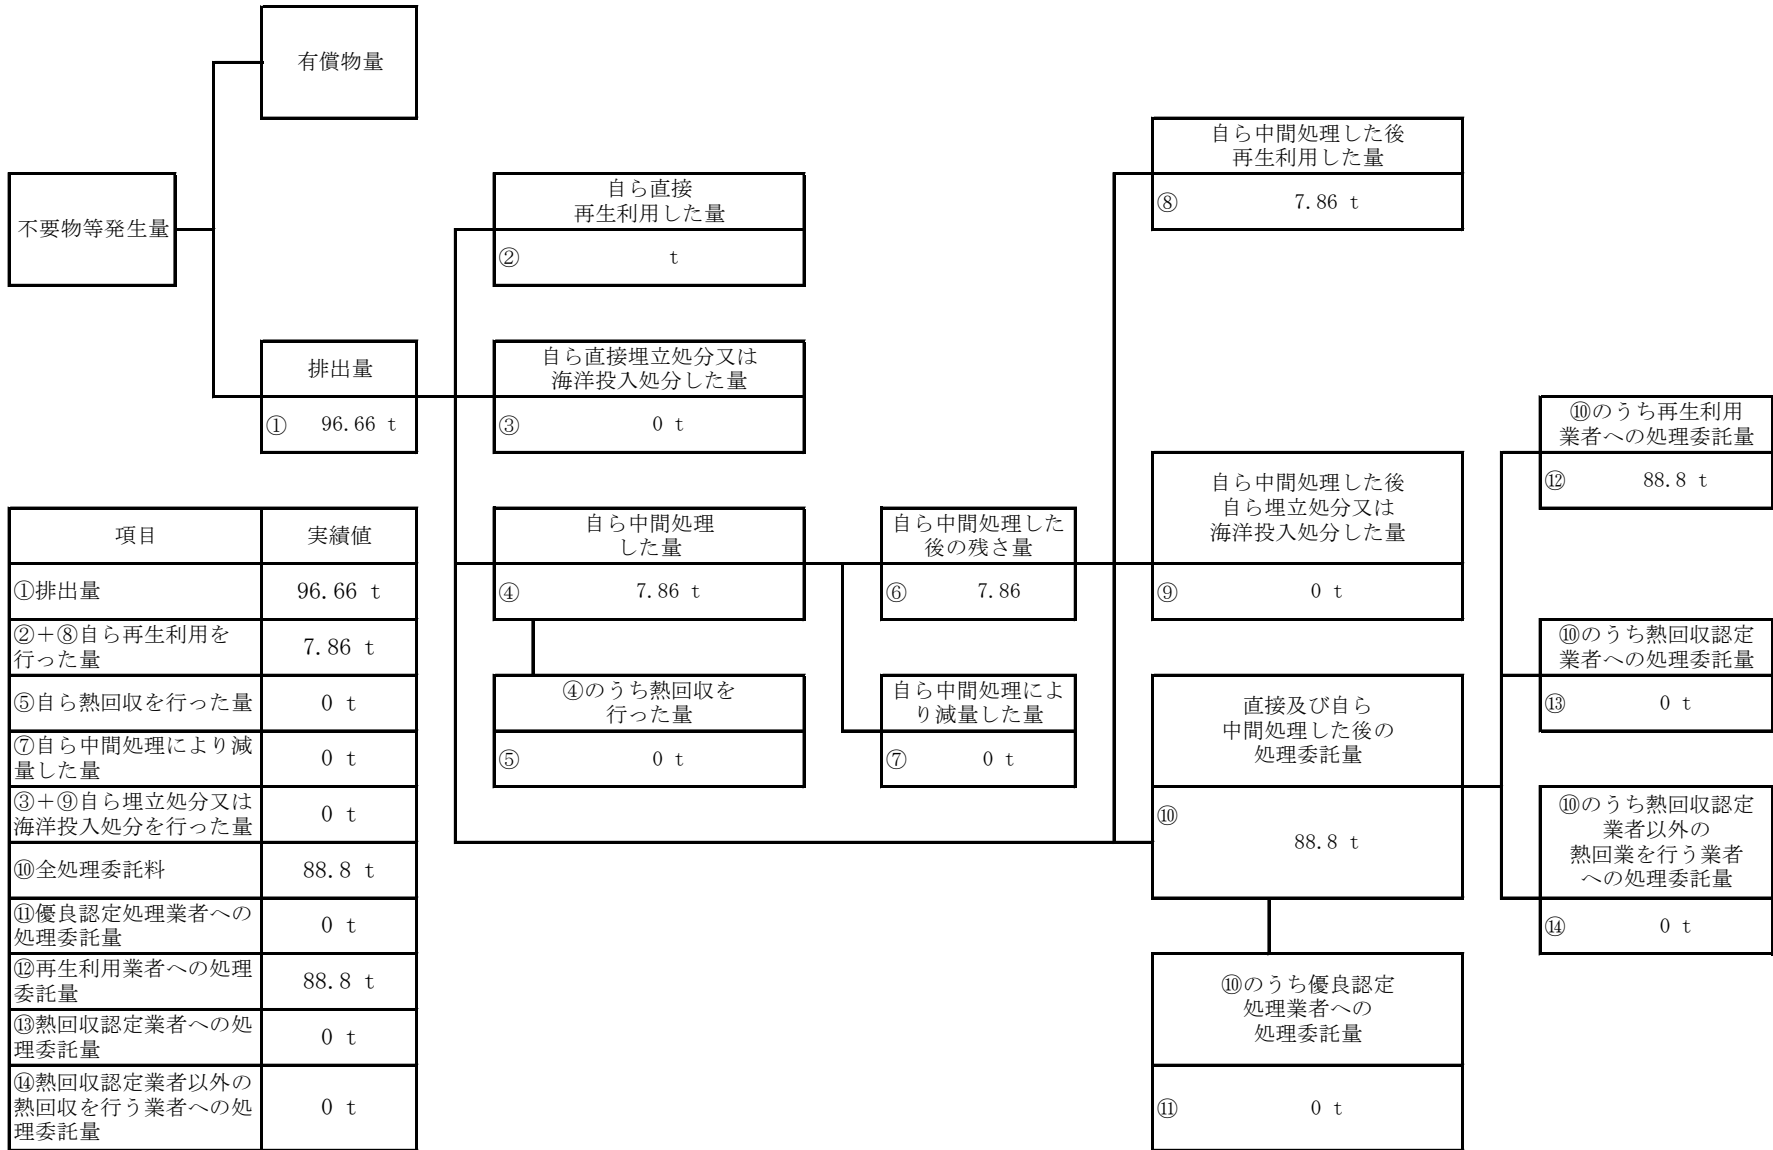 有償物量
不要物等発生量
排出量
① 96.66 t
自ら直接
再生利用した量
② t
自ら直接埋立処分又は
海洋投入処分した量
③ 0 t
自ら中間処理
した量
④ 7.86 t
④のうち熱回収を
行った量
⑤ 0 t
自ら中間処理した
後の残さ量
⑥ 7.86
自ら中間処理によ
り減量した量
⑦ 0 t
自ら中間処理した後
再生利用した量
⑧ 7.86 t
自ら中間処理した後
自ら埋立処分又は
海洋投入処分した量
⑨ 0 t
直接及び自ら
中間処理した後の
処理委託量
⑩
88.8 t
⑩のうち優良認定
処理業者への
処理委託量
⑪ 0 t
⑩のうち再生利用
業者への処理委託量
⑫ 88.8 t
⑩のうち熱回収認定
業者への処理委託量
⑬ 0 t
⑩のうち熱回収認定
業者以外の
熱回業を行う業者
への処理委託量
⑭ 0 t
項目 実績値
①排出量 96.66 t
②＋⑧自ら再生利用を
行った量 7.86 t
⑤自ら熱回収を行った量 0 t
⑦自ら中間処理により減
量した量 0 t
③＋⑨自ら埋立処分又は
海洋投入処分を行った量 0 t
⑩全処理委託料 88.8 t
⑪優良認定処理業者への
処理委託量 0 t
⑫再生利用業者への処理
委託量 88.8 t
⑬熱回収認定業者への処
理委託量 0 t
⑭熱回収認定業者以外の
熱回収を行う業者への処
理委託量 0 t